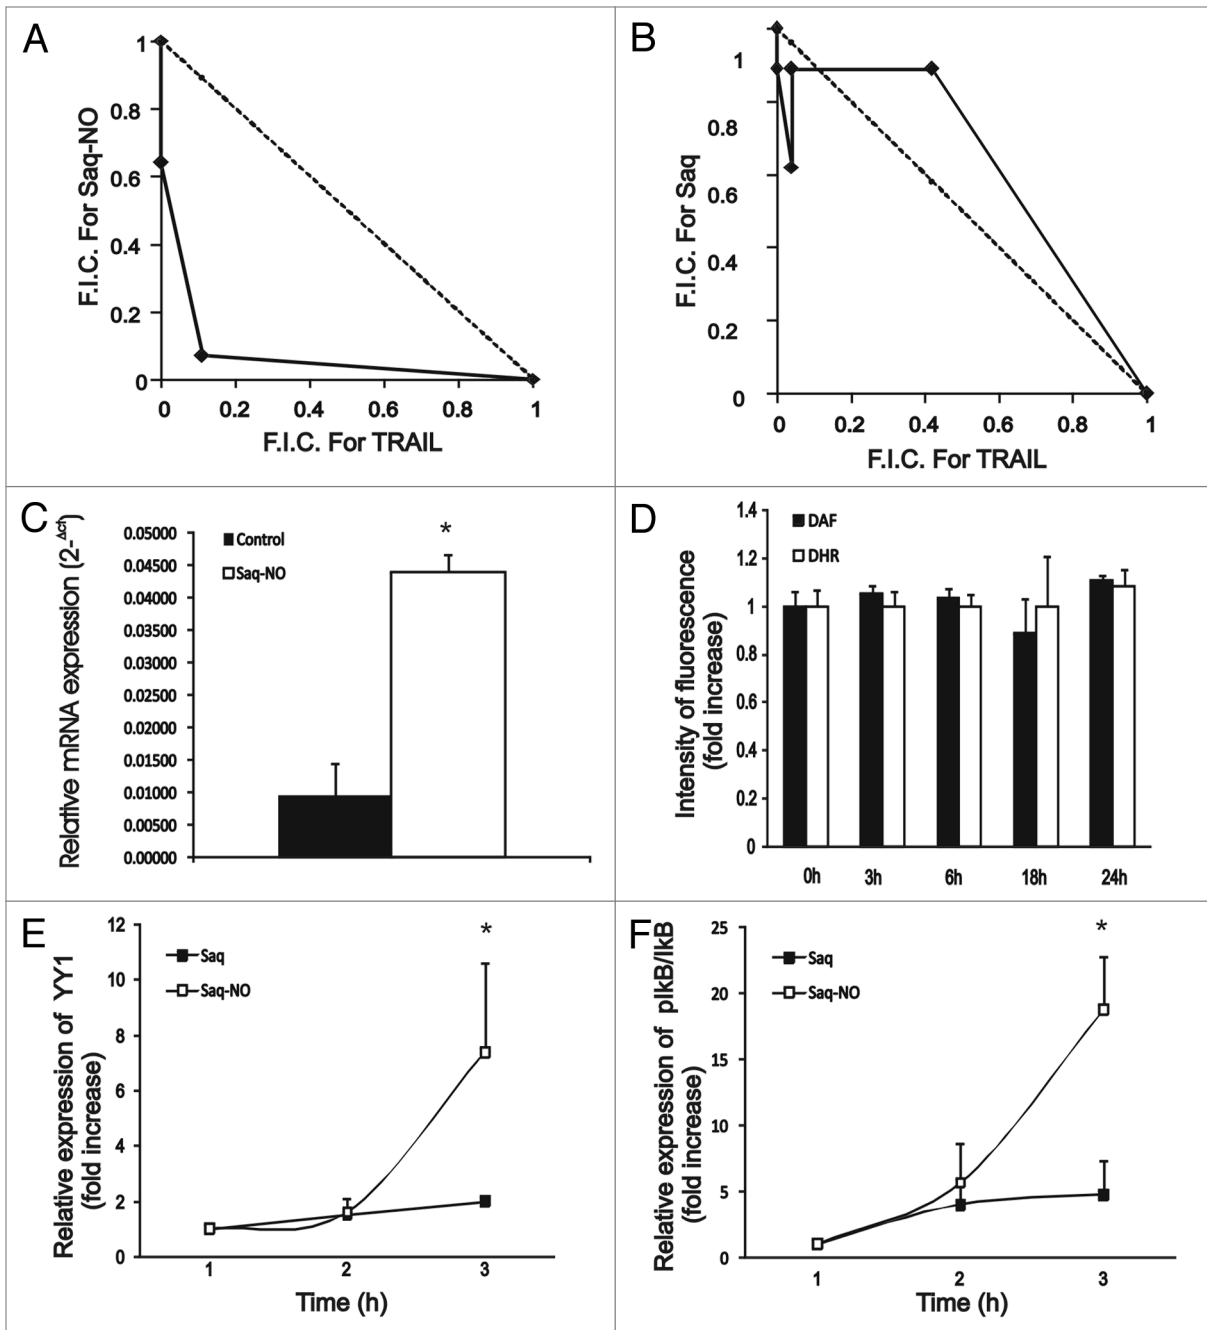 A
F.I.C. For Saq-NO
1
0.8
0.6
0.4
0.2
0
0 0.2 0.4 0.6 0.8 1
F.I.C. For TRAIL
B
F.I.C. For Saq
1
0.8
0.6
0.4
0.2
0
0 0.2 0.4 0.6 0.8 1
F.I.C. For TRAIL
C
Relative mRNA expression (2-Δct)
0.05000
0.04500
0.04000
0.03500
0.03000
0.02500
0.02000
0.01500
0.01000
0.00500
0.00000
Control
Saq-NO
*
D
Intensity of fluorescence
(fold increase)
1.4
1.2
1
0.8
0.6
0.4
0.2
0
DAF
DHR
0h 3h 6h 18h 24h
E
Relative expression of YY1
(fold increase)
12
10
8
6
4
2
0
Saq
Saq-NO
*
1 2 3
Time (h)
F
Relative expression of pIkB/IkB
(fold increase)
25
20
15
10
5
0
Saq
Saq-NO
*
1 2 3
Time (h)